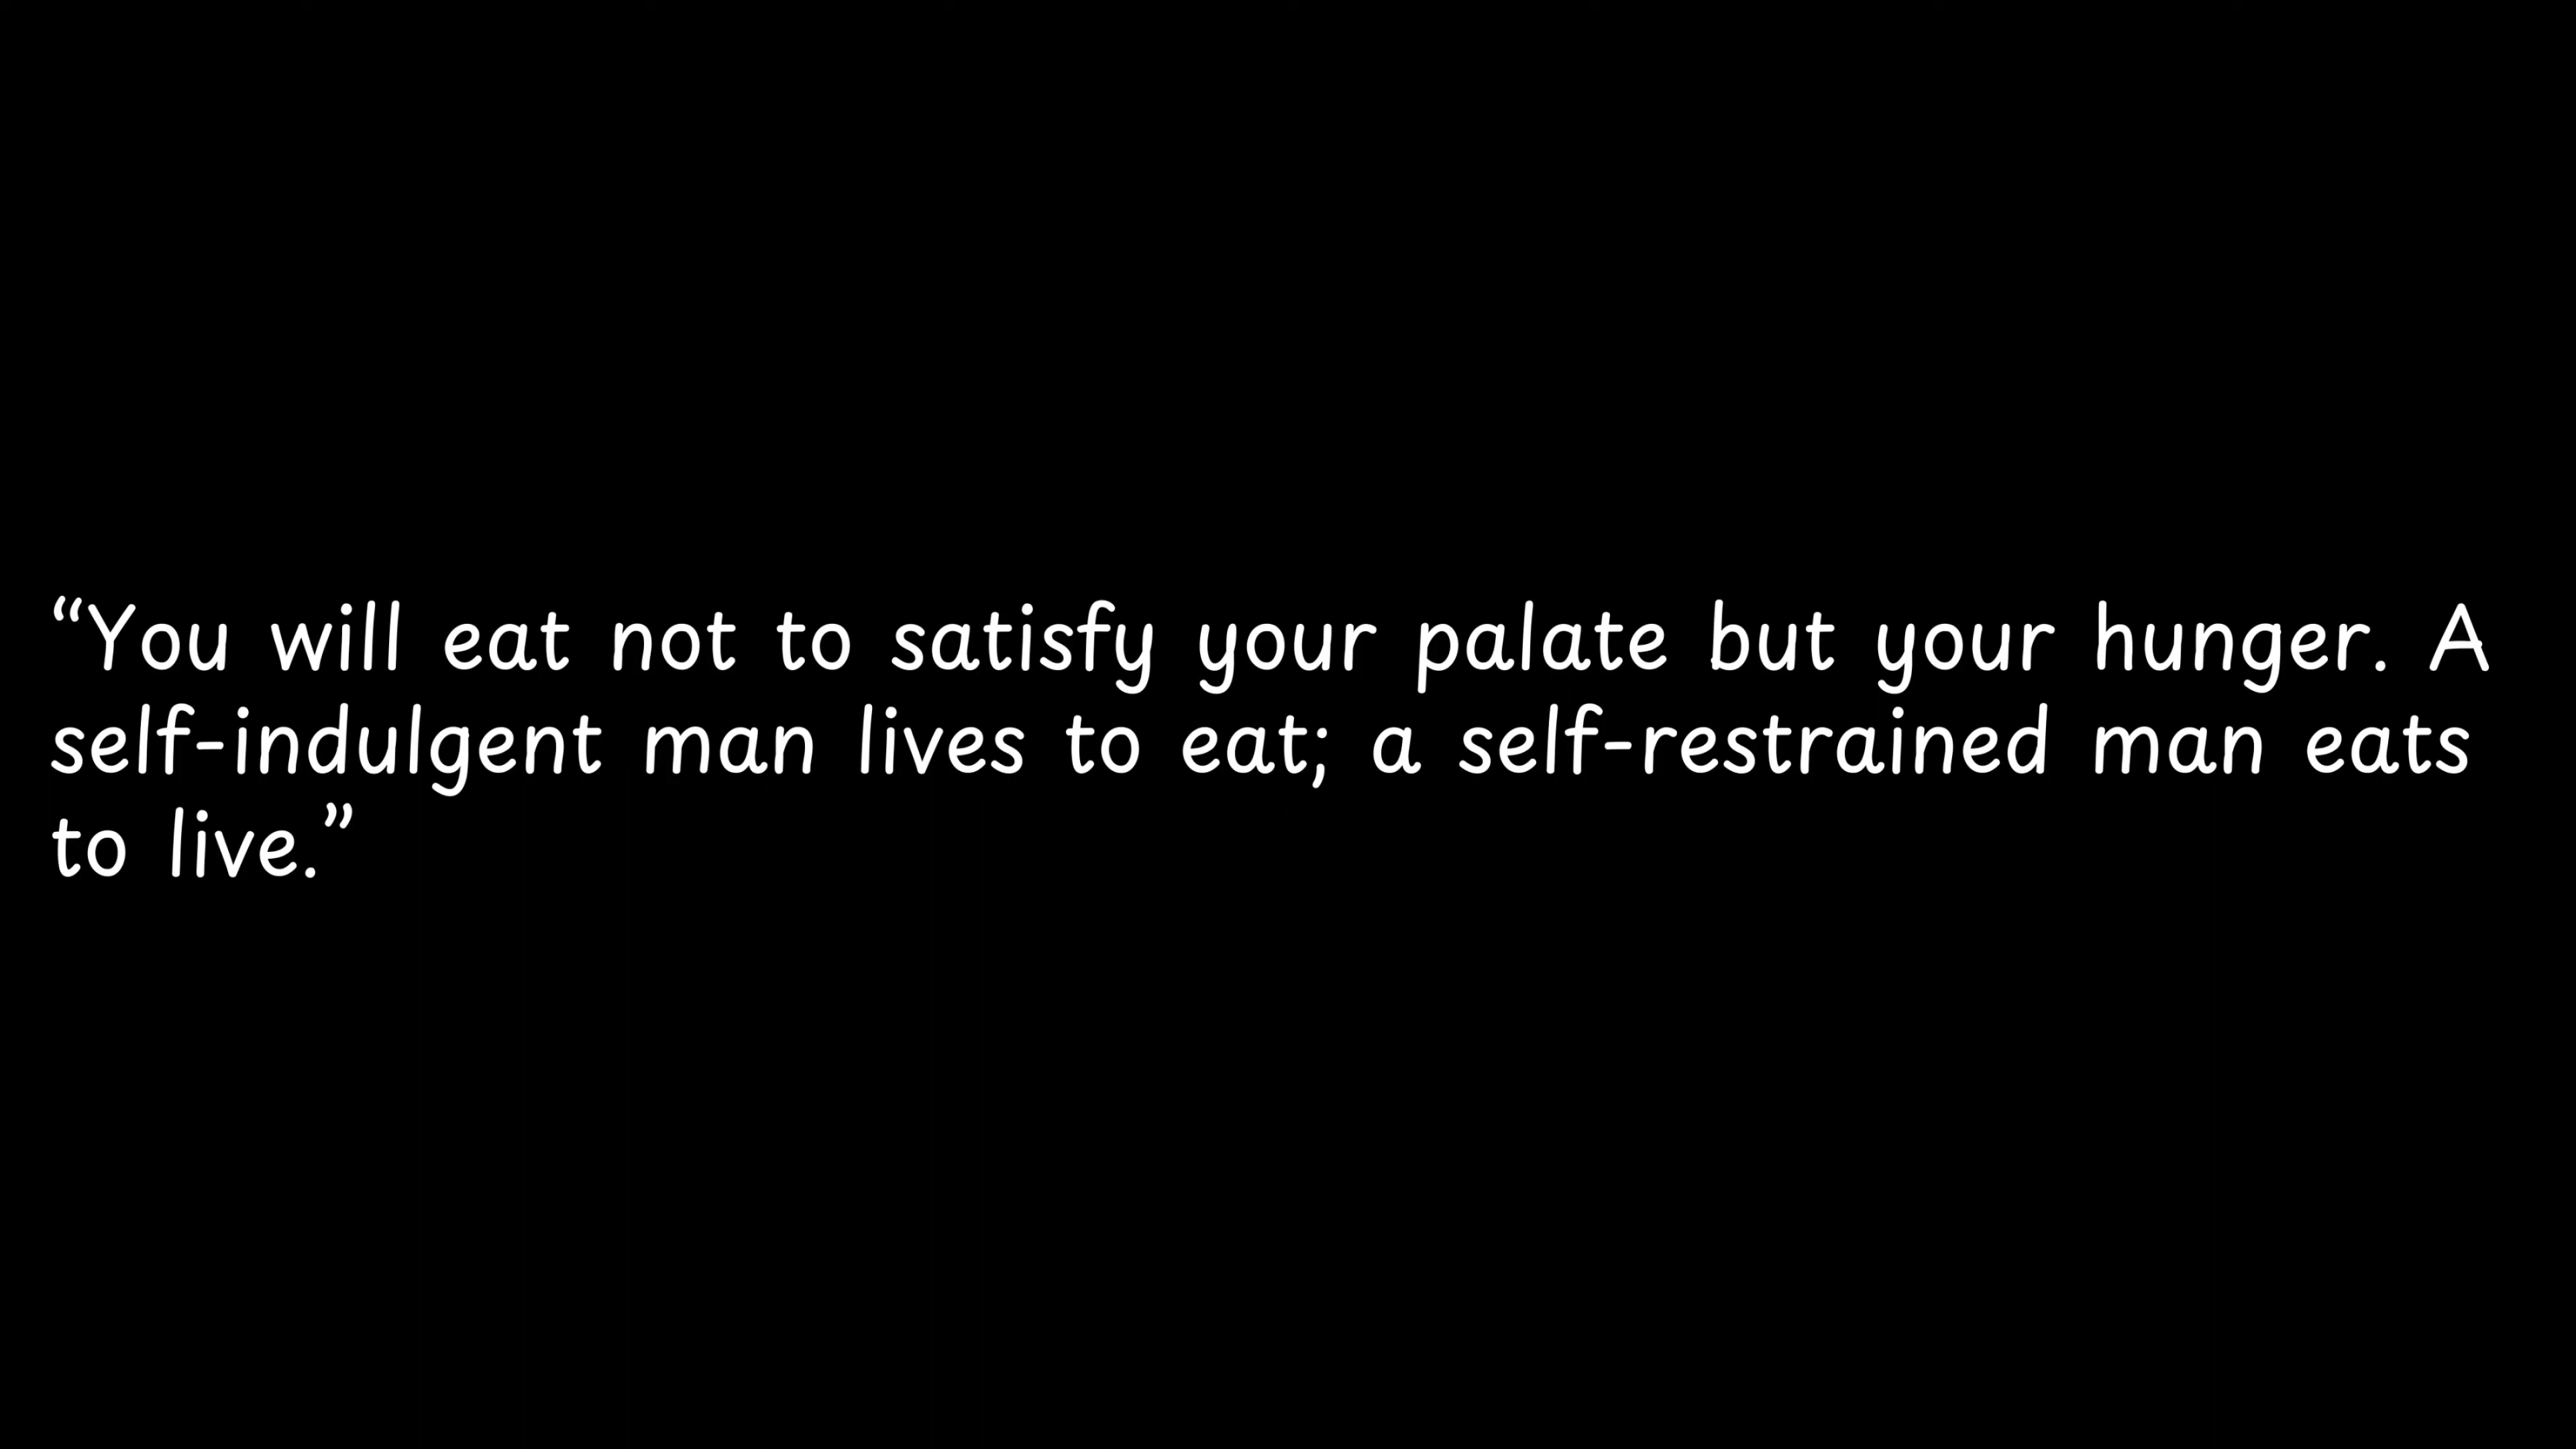 “You will eat not to satisfy your palate but your hunger. A
self-indulgent man lives to eat; a self-restrained man eats
to live.”